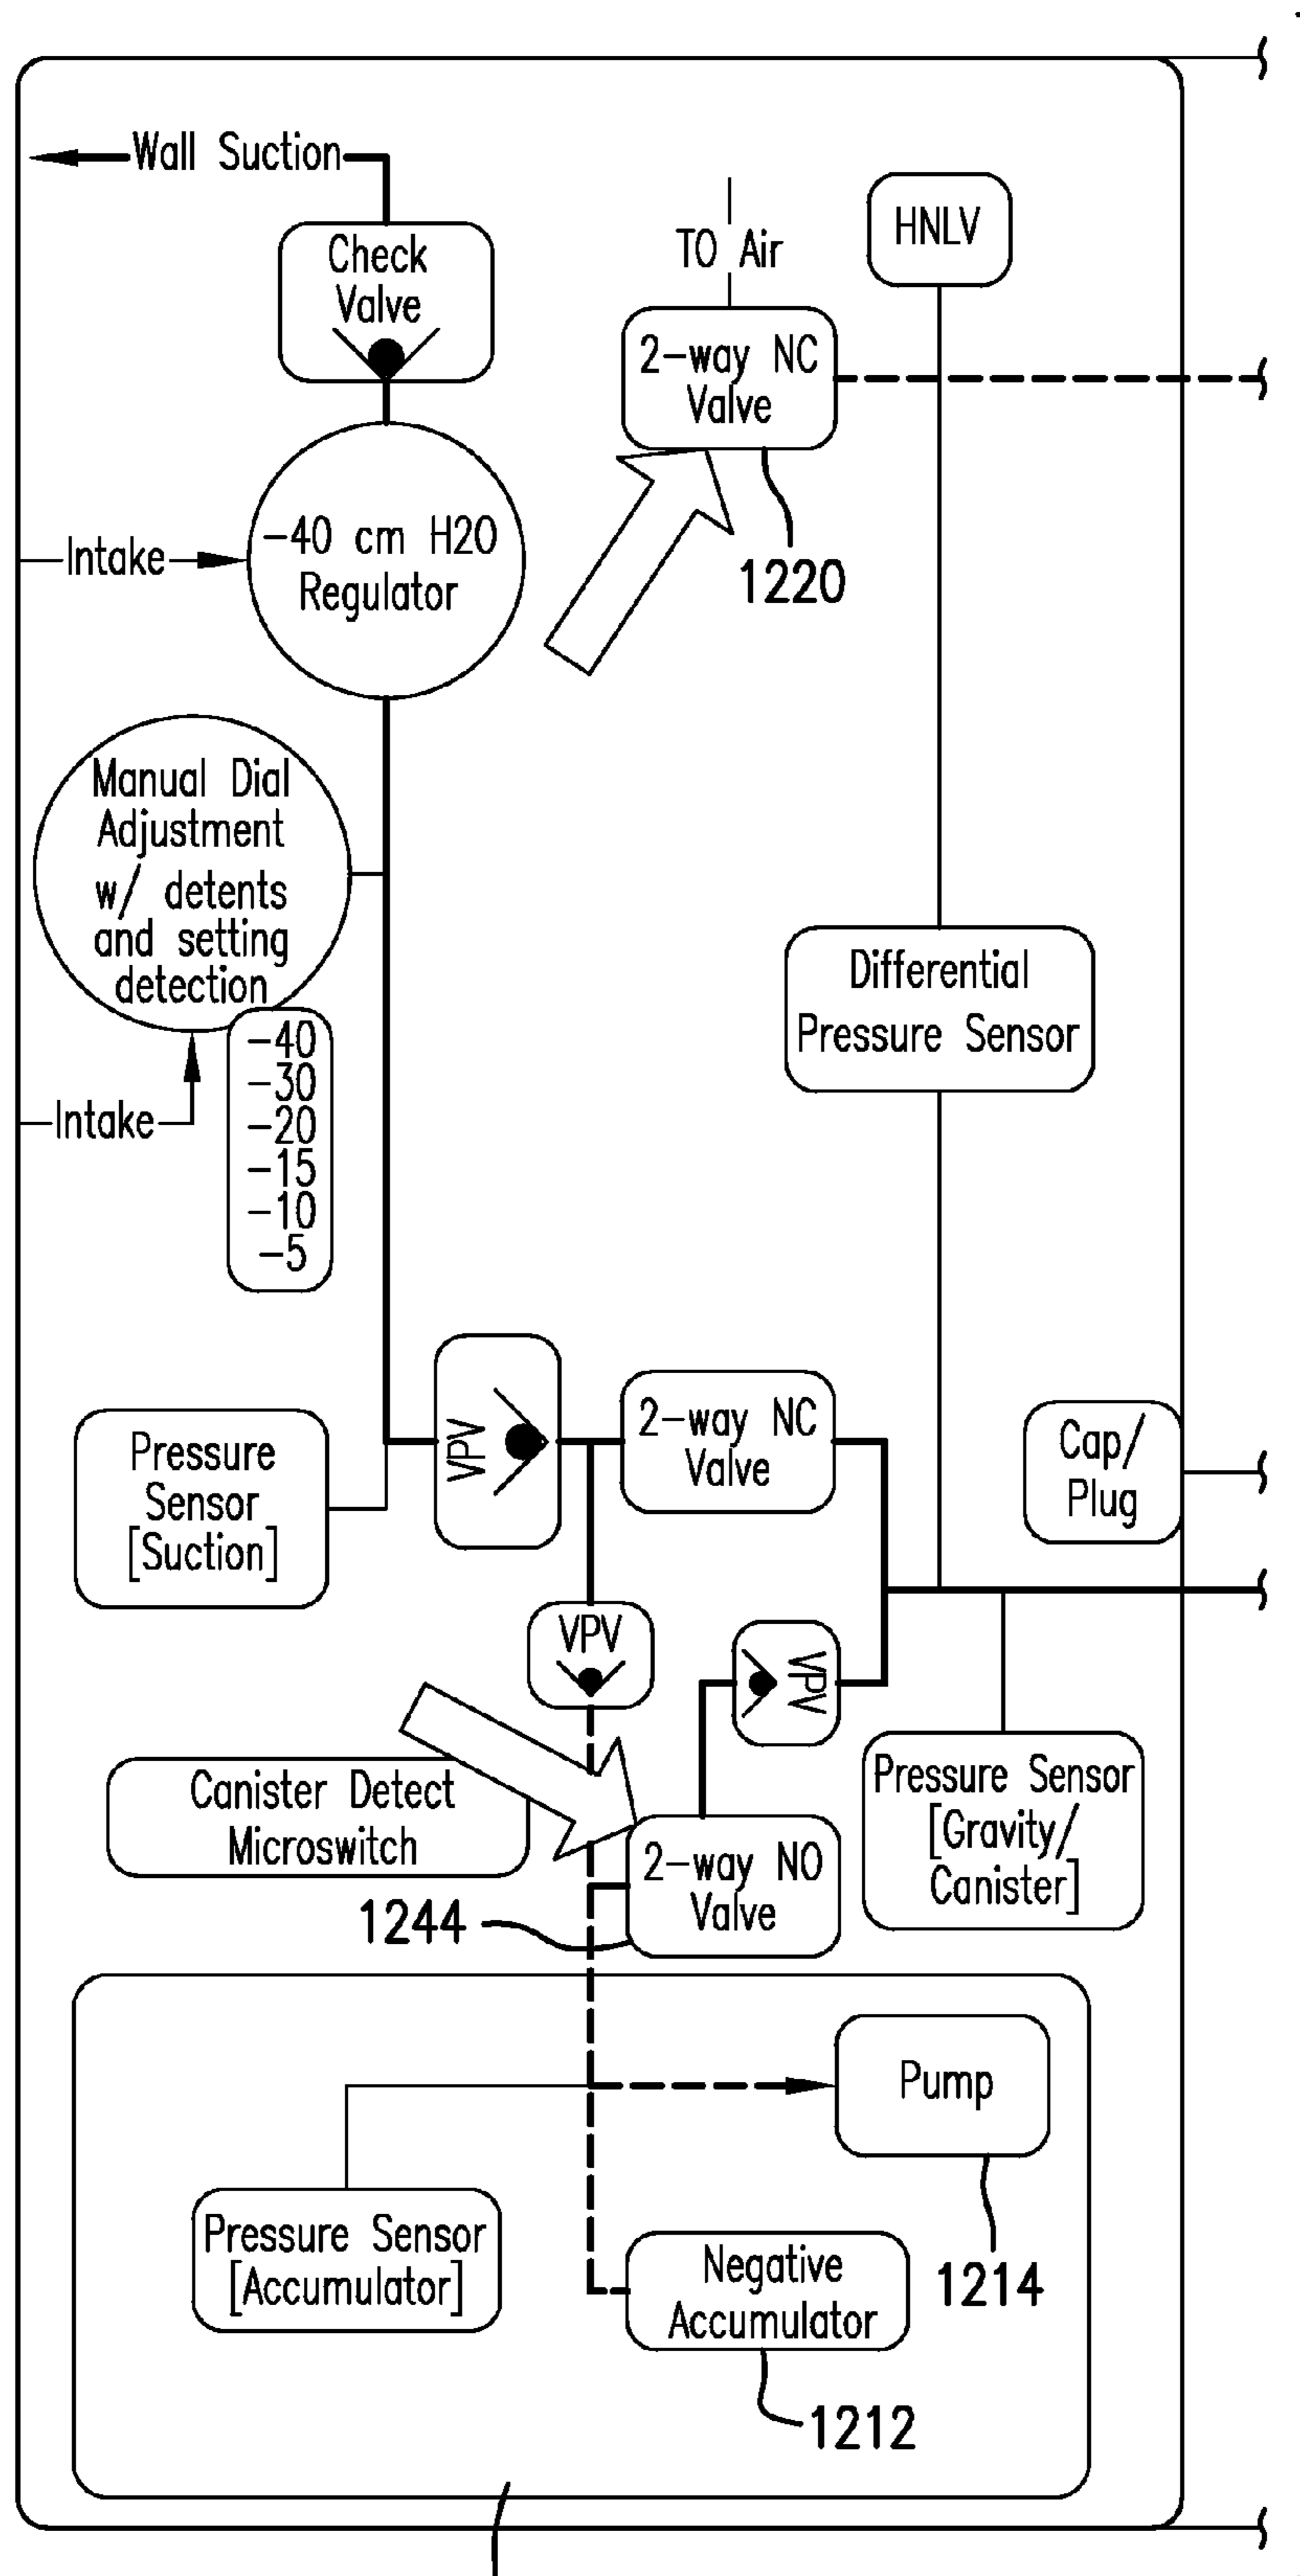 Wall Suction
Check
Valve
TO Air
HNLV
2-way NC
Valve
1220
-40 cm H20
Regulator
Intake
Manual Dial
Adjustment
w/ detents
and setting
detection
-40
-30
-20
-15
-10
-5
Intake
Differential
Pressure Sensor
VPV
2-way NC
Valve
Cap/
Plug
Pressure
Sensor
[Suction]
VPV
VPV
Canister Detect
Microswitch
2-way NO
Valve
1244
Pressure Sensor
[Gravity/
Canister]
Pump
1214
Pressure Sensor
[Accumulator]
Negative
Accumulator
1212